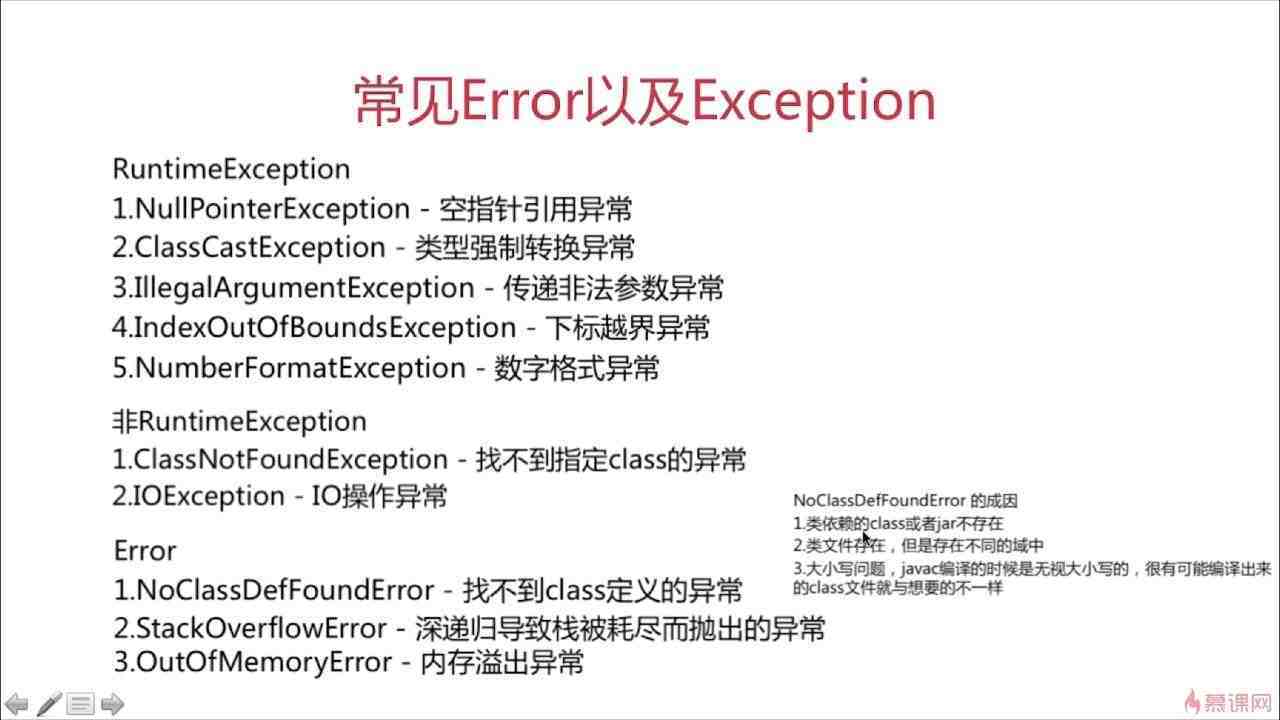 常见Error以及Exception
RuntimeException
1.NullPointerException - 空指针引用异常
2.ClassCastException - 类型强制转换异常
3.IllegalArgumentException - 传递非法参数异常
4.IndexOutOfBoundsException - 下标越界异常
5.NumberFormatException - 数字格式异常
非RuntimeException
1.ClassNotFoundException - 找不到指定class的异常
2.IOException - IO操作异常
Error
1.NoClassDefFoundError - 找不到class定义的异常
2.StackOverflowError - 深递归导致栈被耗尽而抛出的异常
3.OutOfMemoryError - 内存溢出异常
NoClassDefFoundError 的成因
1.类依赖的class或者jar不存在
2.类文件存在，但是存在不同的域中
3.大小写问题，javac编译的时候是无视大小写的，很有可能编译出来
的class文件就与想要的不一样
慕课网